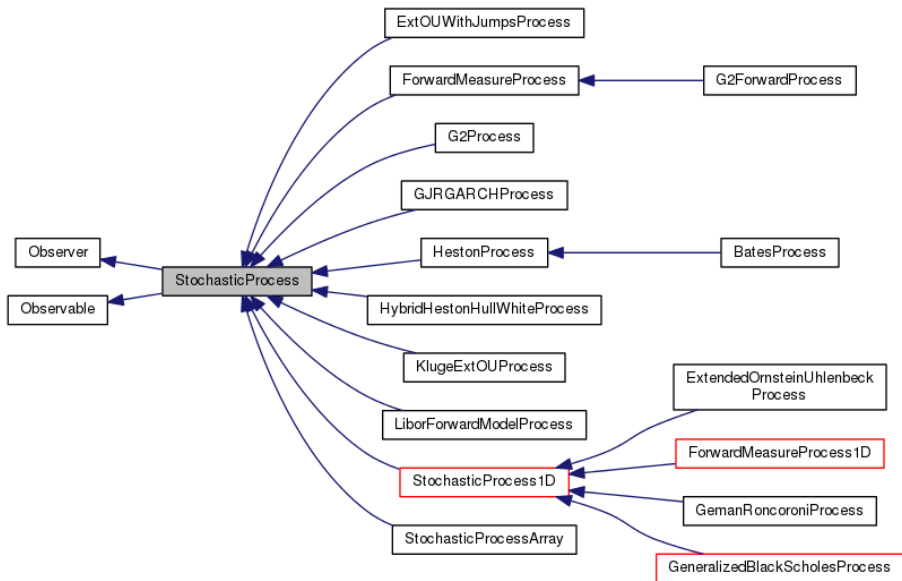 ExtOUWithJumpsProcess
ForwardMeasureProcess
G2ForwardProcess
G2Process
GJRGARCHProcess
Observer
HestonProcess
BatesProcess
StochasticProcess
Observable
HybridHestonHullWhiteProcess
KlugeExtOUProcess
ExtendedOrnsteinUhlenbeck
Process
LiborForwardModelProcess
ForwardMeasureProcess1D
StochasticProcess1D
GemanRoncoroniProcess
StochasticProcessArray
GeneralizedBlackScholesProcess